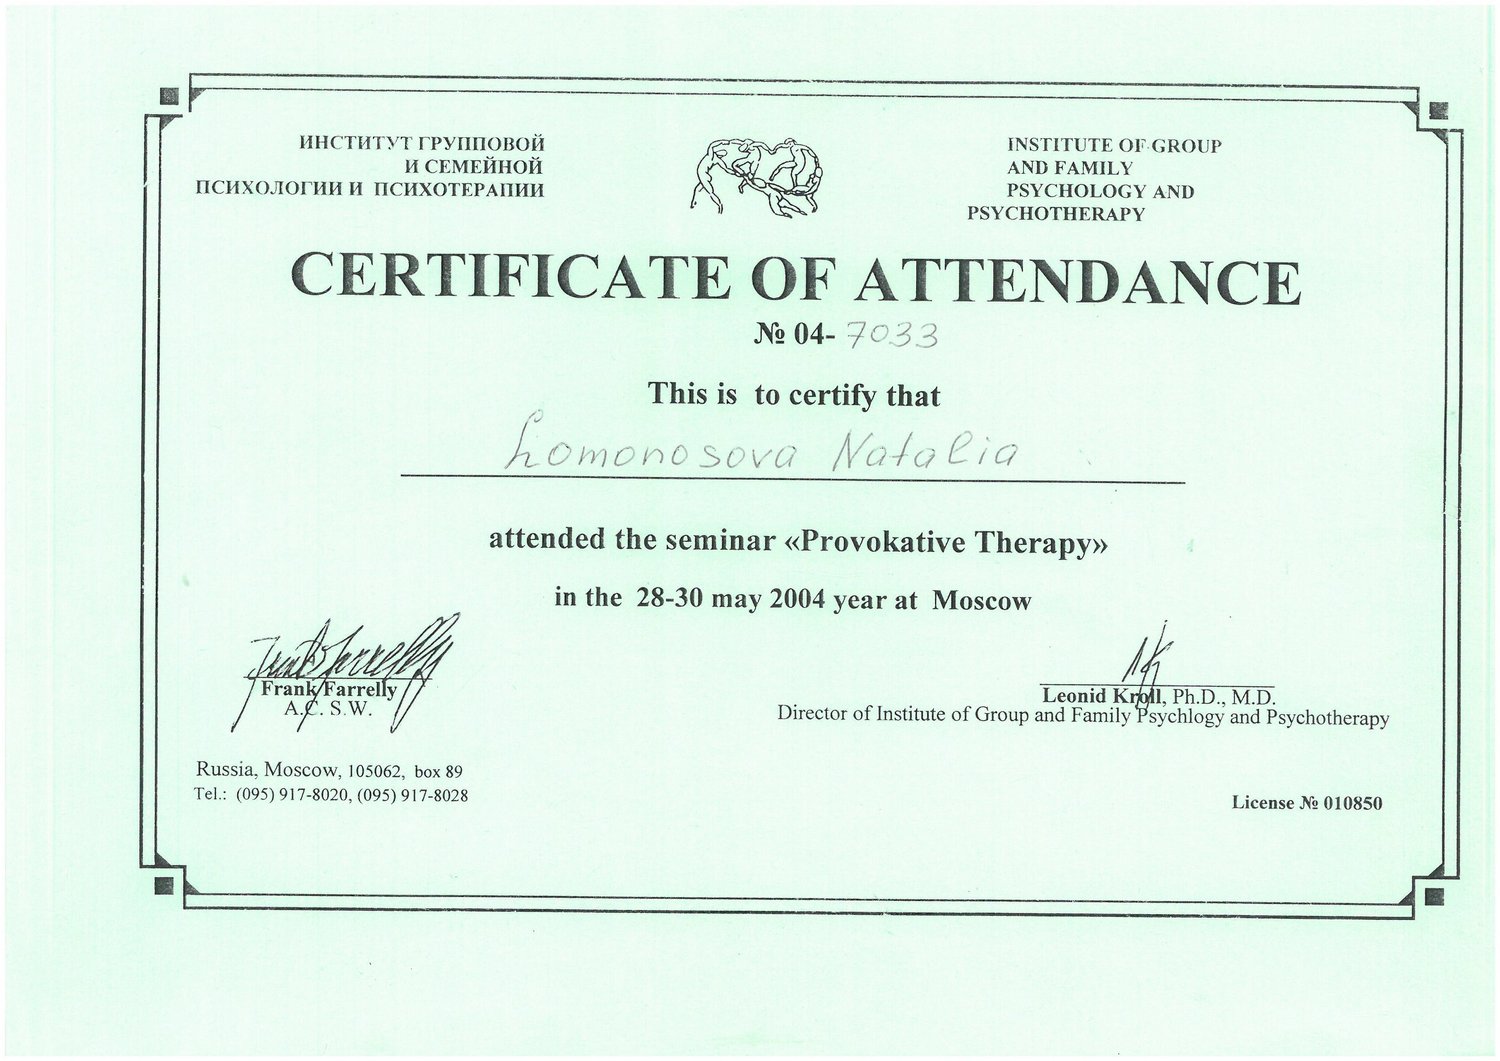 ИНСТИТУТ ГРУППОВОЙ
И СЕМЕЙНОЙ
ПСИХОЛОГИИ И ПСИХОТЕРАПИИ
INSTITUTE OF GROUP
AND FAMILY
PSYCHOLOGY AND
PSYCHOTHERAPY
CERTIFICATE OF ATTENDANCE
№ 04-7033
This is to certify that
Lomonosova Natalia
attended the seminar «Provokative Therapy»
in the 28-30 may 2004 year at Moscow
Frank Farrelly
Frank Farrelly
A.C. S.W.
Leonid Kroll, Ph.D., M.D.
Director of Institute of Group and Family Psychlogy and Psychotherapy
Russia, Moscow, 105062, box 89
Tel.: (095) 917-8020, (095) 917-8028
License № 010850